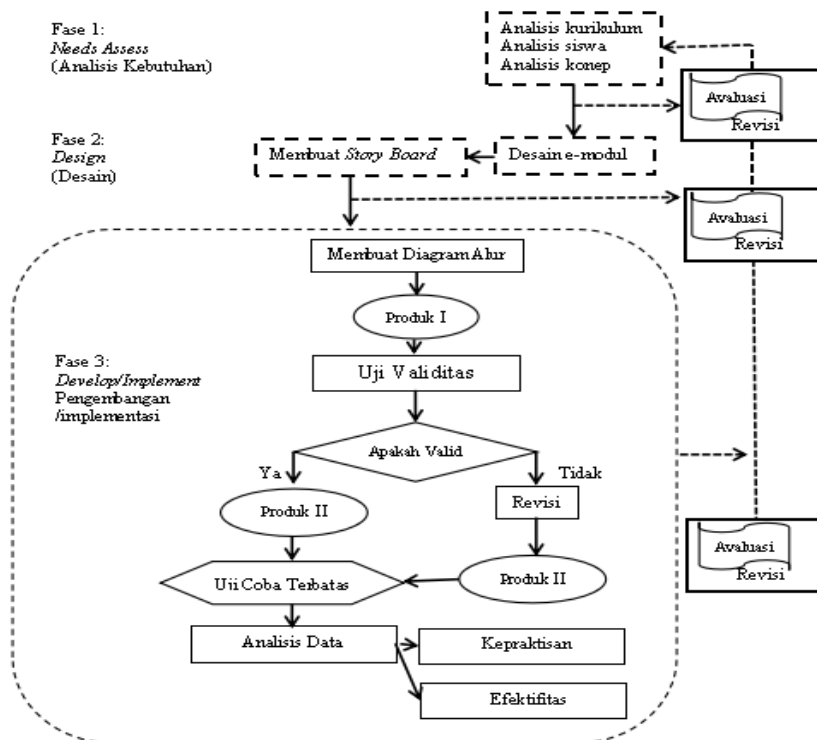 Fase 1:
Needs Assess
(Analisis Kebutuhan)
Analisis kurikulum
Analisis siswa
Analisis konep
Avaluasi
Revisi
Fase 2:
Design
(Desain)
Membuat Story Board
Desain e-modul
Avaluasi
Revisi
Membuat Diagram Alur
Produk I
Fase 3:
Develop/Implement
Pengembangan
/implementasi
Uji Validitas
Apakah Valid
Ya
Tidak
Produk II
Revisi
Avaluasi
Revisi
Uji Coba Terbatas
Produk II
Analisis Data
Kepraktisan
Efektifitas